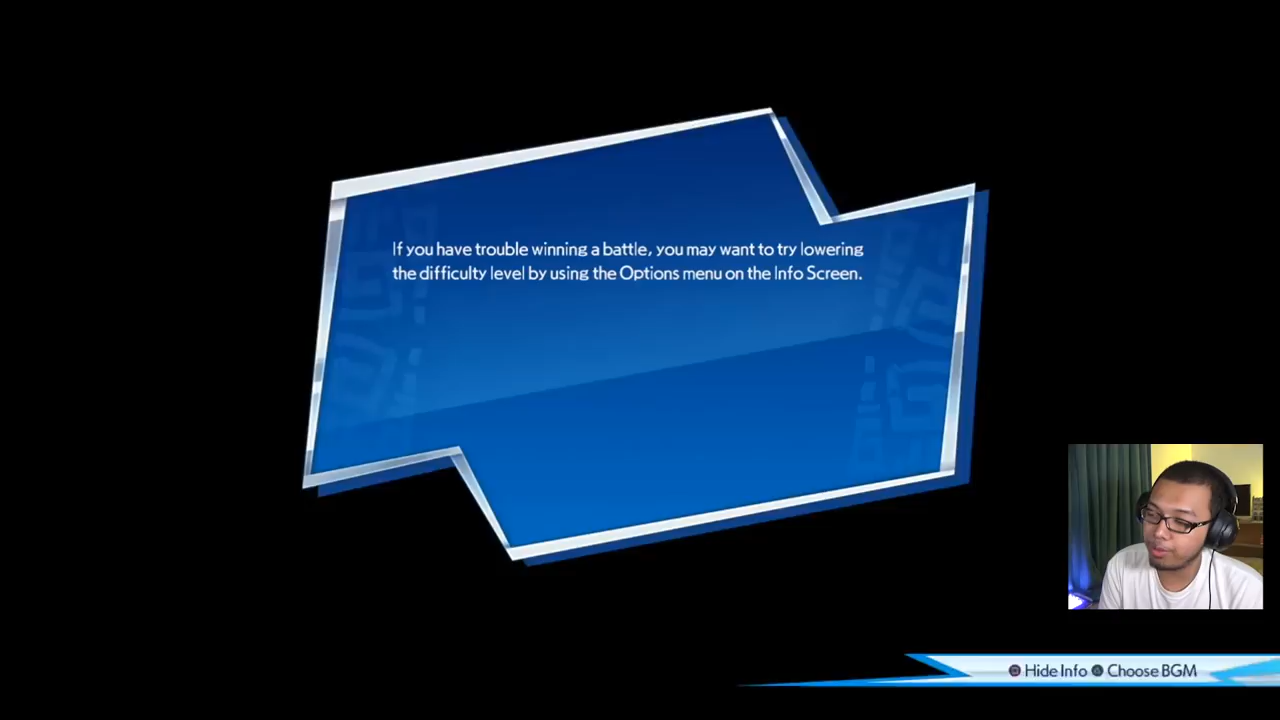 If you have trouble winning a battle, you may want to try lowering
the difficulty level by using the Options menu on the Info Screen.
Hide Info Choose BGM